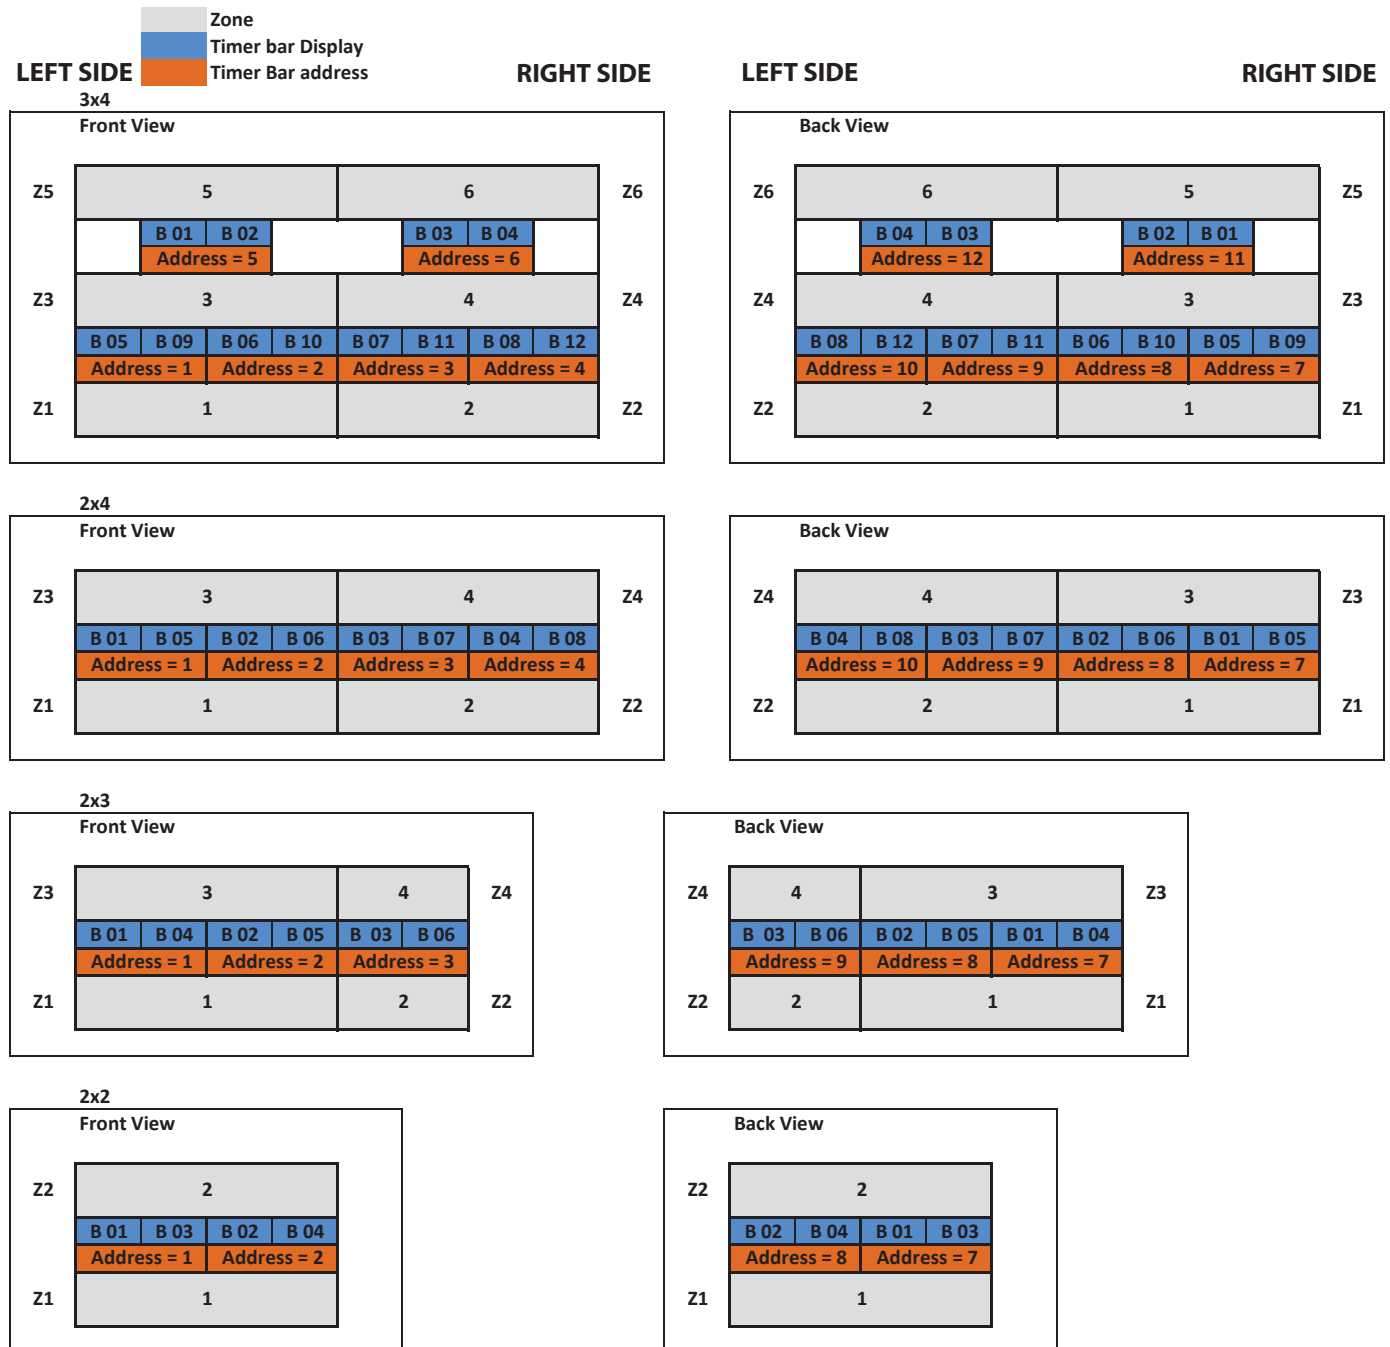 Zone
Timer bar Display
LEFT SIDE Timer Bar address RIGHT SIDE LEFT SIDE RIGHT SIDE
3x4
Front View Back View
Z5 5 6 Z6 Z6 6 5 Z5
B 01 B 02 B 03 B 04 B 04 B 03 B 02 B 01
Address = 5 Address = 6 Address = 12 Address = 11
Z3 3 4 Z4 Z4 4 3 Z3
B 05 B 09 B 06 B 10 B 07 B 11 B 08 B 12 B 08 B 12 B 07 B 11 B 06 B 10 B 05 B 09
Address = 1 Address = 2 Address = 3 Address = 4 Address = 10 Address = 9 Address =8 Address = 7
Z1 1 2 Z2 Z2 2 1 Z1
2x4
Front View Back View
Z3 3 4 Z4 Z4 4 3 Z3
B 01 B 05 B 02 B 06 B 03 B 07 B 04 B 08 B 04 B 08 B 03 B 07 B 02 B 06 B 01 B 05
Address = 1 Address = 2 Address = 3 Address = 4 Address = 10 Address = 9 Address = 8 Address = 7
Z1 1 2 Z2 Z2 2 1 Z1
2x3
Front View Back View
Z3 3 4 Z4 Z4 4 3 Z3
B 01 B 04 B 02 B 05 B 03 B 06 B 03 B 06 B 02 B 05 B 01 B 04
Address = 1 Address = 2 Address = 3 Address = 9 Address = 8 Address = 7
Z1 1 2 Z2 Z2 2 1 Z1
2x2
Front View Back View
Z2 2 Z2 2
B 01 B 03 B 02 B 04 B 02 B 04 B 01 B 03
Address = 1 Address = 2 Address = 8 Address = 7
Z1 1 Z1 1